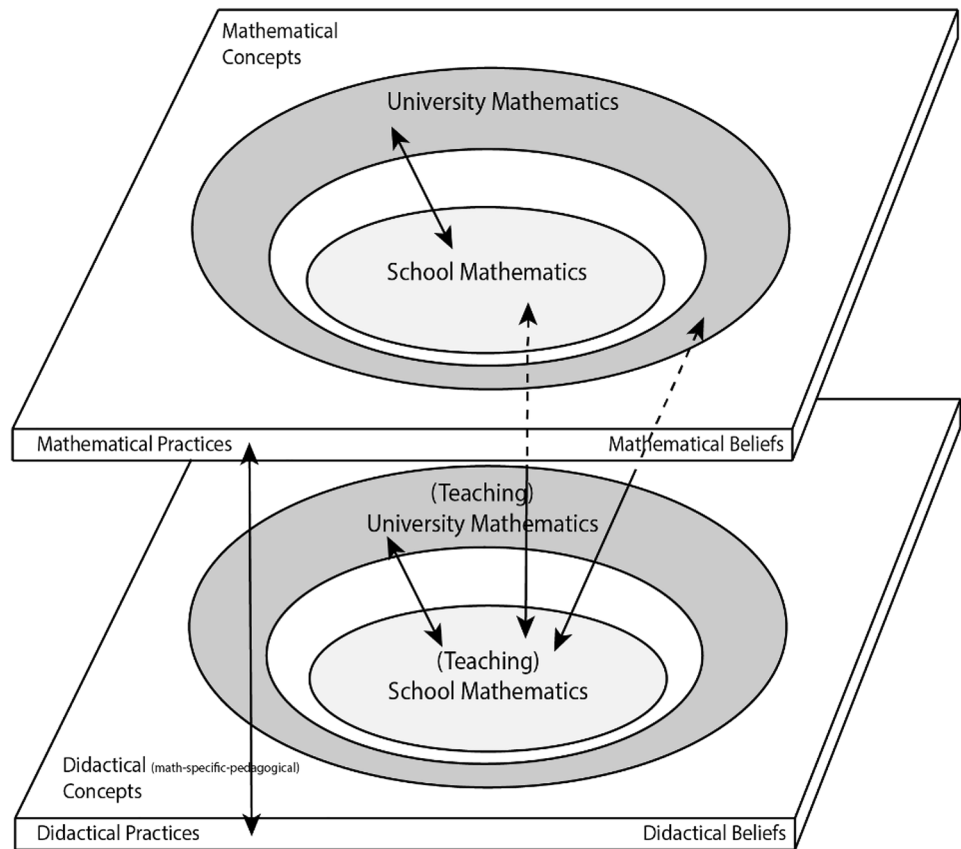 Mathematical
Concepts
University Mathematics
School Mathematics
Mathematical Practices
Mathematical Beliefs
(Teaching)
University Mathematics
(Teaching)
School Mathematics
Didactical (math-specific-pedagogical)
Concepts
Didactical Practices
Didactical Beliefs